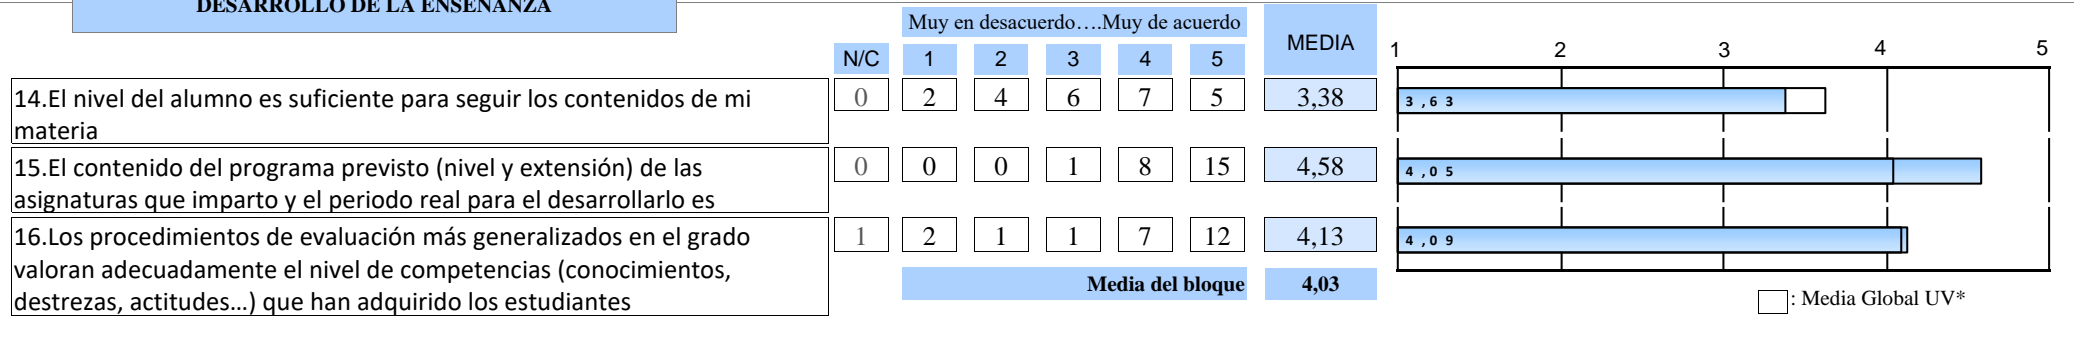 DESARROLLO DE LA ENSEÑANZA
Muy en desacuerdo….Muy de acuerdo
MEDIA
N/C 1 2 3 4 5
1 2 3 4 5
14.El nivel del alumno es suficiente para seguir los contenidos de mi
materia
0 2 4 6 7 5 3,38
3,63
15.El contenido del programa previsto (nivel y extensión) de las
asignaturas que imparto y el periodo real para el desarrollarlo es
0 0 0 1 8 15 4,58
4,05
16.Los procedimientos de evaluación más generalizados en el grado
valoran adecuadamente el nivel de competencias (conocimientos,
destrezas, actitudes…) que han adquirido los estudiantes
1 2 1 1 7 12 4,13
4,09
Media del bloque 4,03
: Media Global UV*